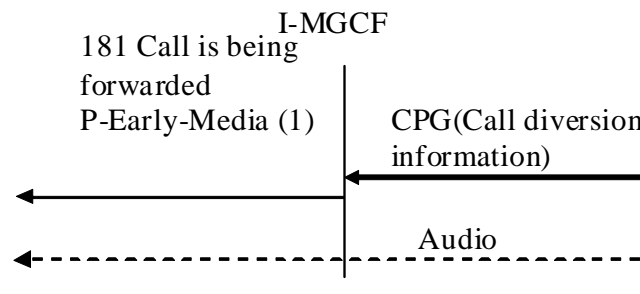 I-MGCF
181 Call is being
forwarded
P-Early-Media (1)
CPG(Call diversion
information)
Audio